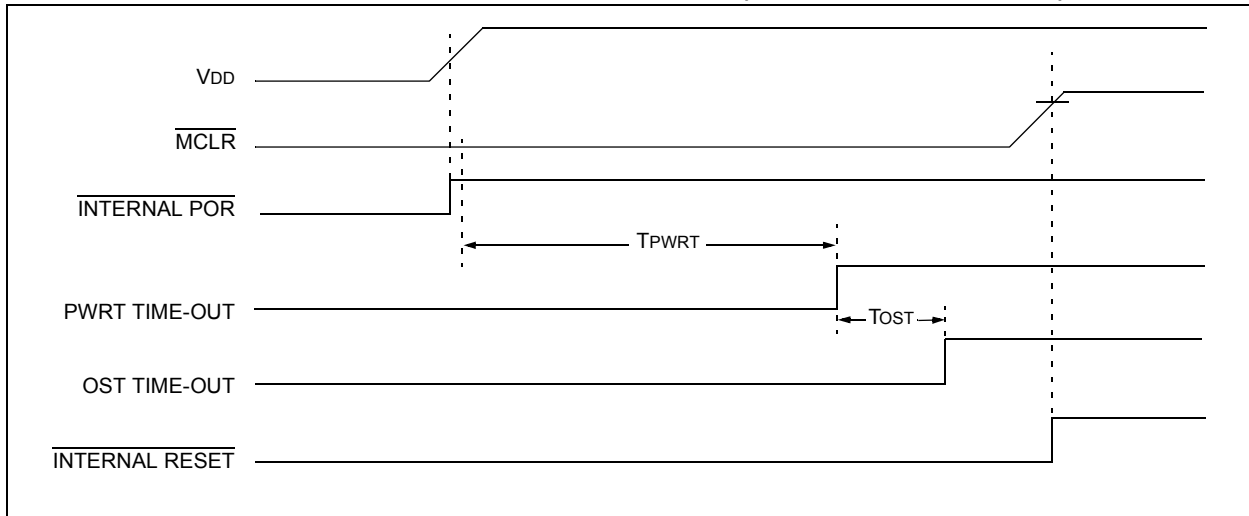 VDD
MCLR
INTERNAL POR
TPWRT
PWRT TIME-OUT
TOST
OST TIME-OUT
INTERNAL RESET